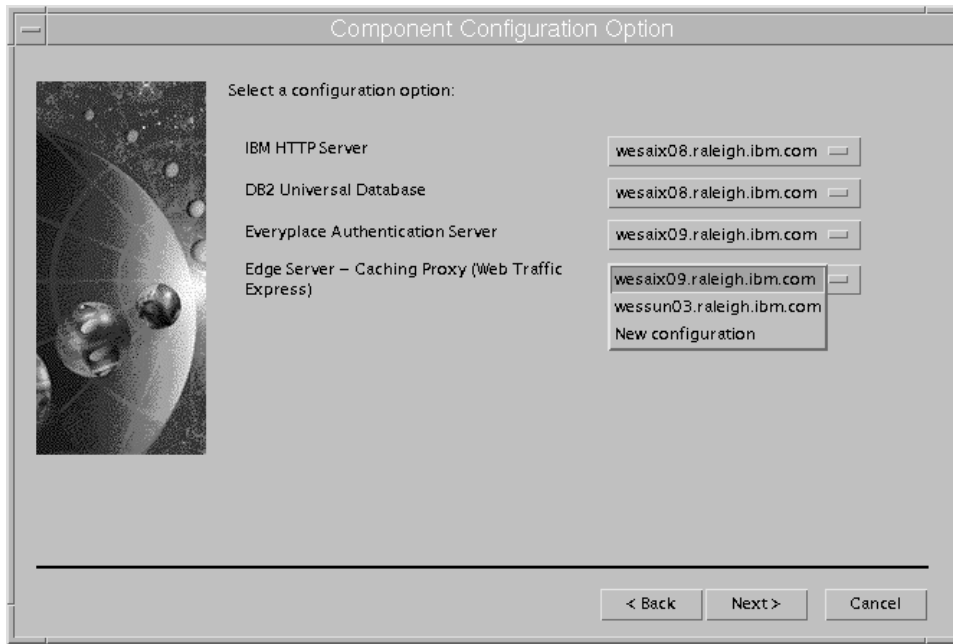 Component Configuration Option
Select a configuration option:
IBM HTTP Server
wesaix08.raleigh.ibm.com
DB2 Universal Database
wesaix08.raleigh.ibm.com
Everyplace Authentication Server
wesaix09.raleigh.ibm.com
Edge Server – Caching Proxy (Web Traffic
Express)
wesaix09.raleigh.ibm.com
wessun03.raleigh.ibm.com
New configuration
< Back
Next >
Cancel